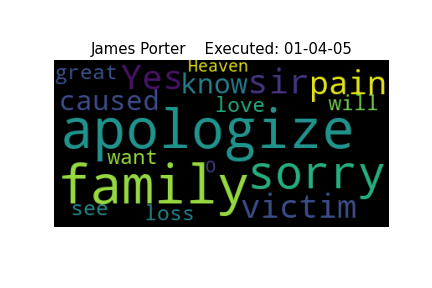 James Porter    Executed: 01-04-05
great Yes Heaven
know sir pain
caused love will
apologize
want O
family sorry
see loss victim